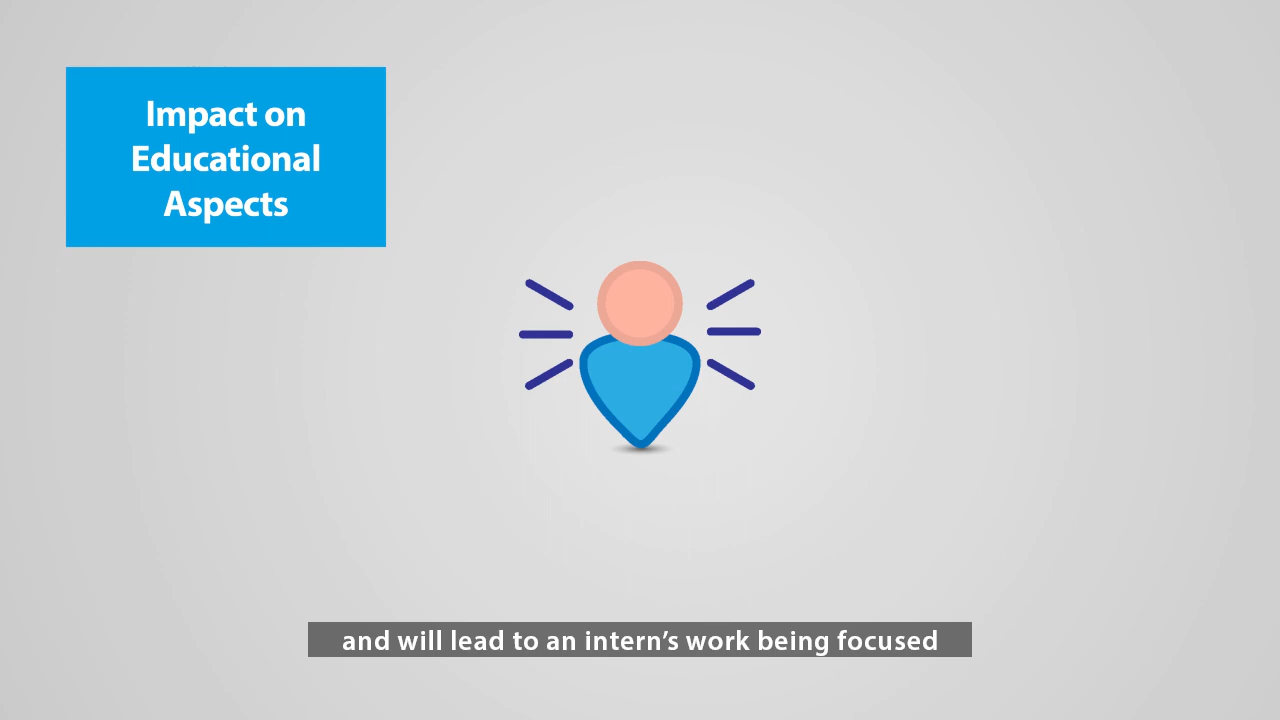 Impact on
Educational
Aspects
and will lead to an intern’s work being focused